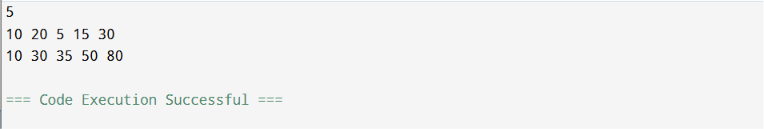 5
10 20 5 15 30
10 30 35 50 80
=== Code Execution Successful ===